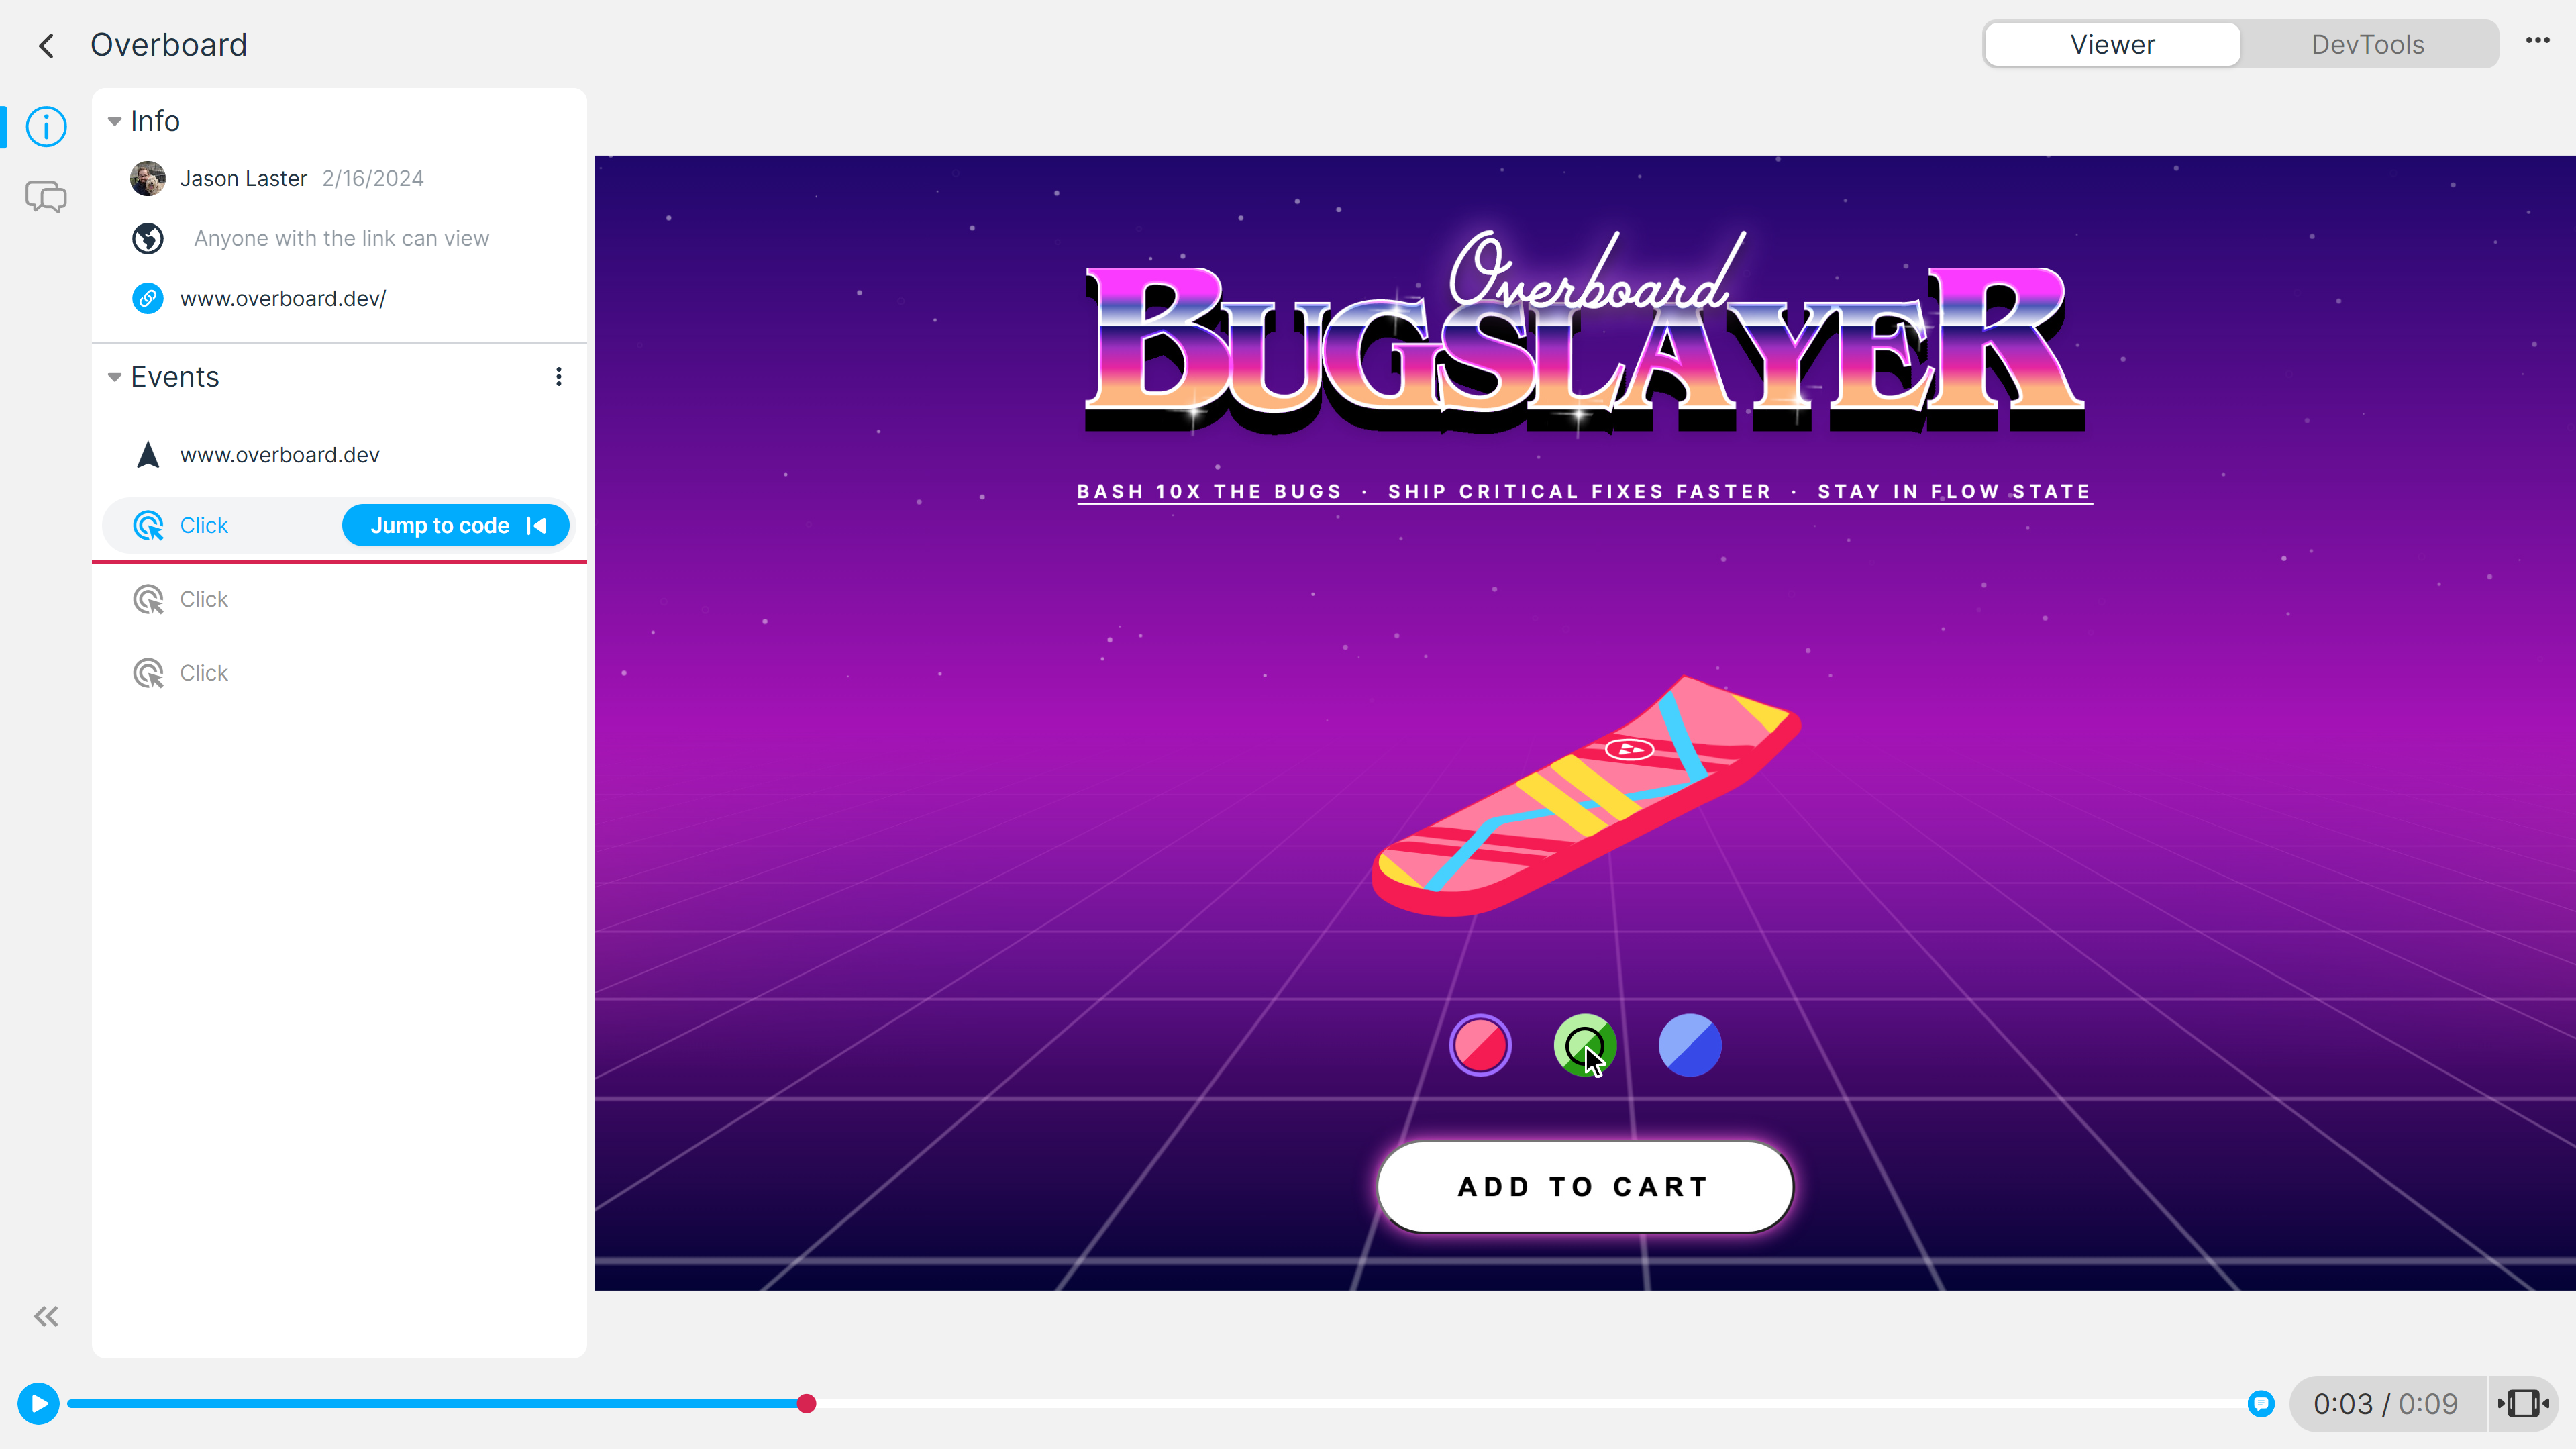 Overboard
Viewer
DevTools
Info
Jason Laster 2/16/2024
Anyone with the link can view
www.overboard.dev/
Events
www.overboard.dev
Click
Jump to code
Click
Click
Overboard
BUGSLAYER
BASH 10X THE BUGS · SHIP CRITICAL FIXES FASTER · STAY IN FLOW STATE
ADD TO CART
0:03 / 0:09